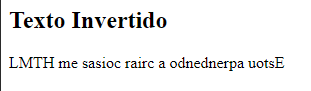 Texto Invertido
LMTH me sasioc rairc a odnednerpa uotsE